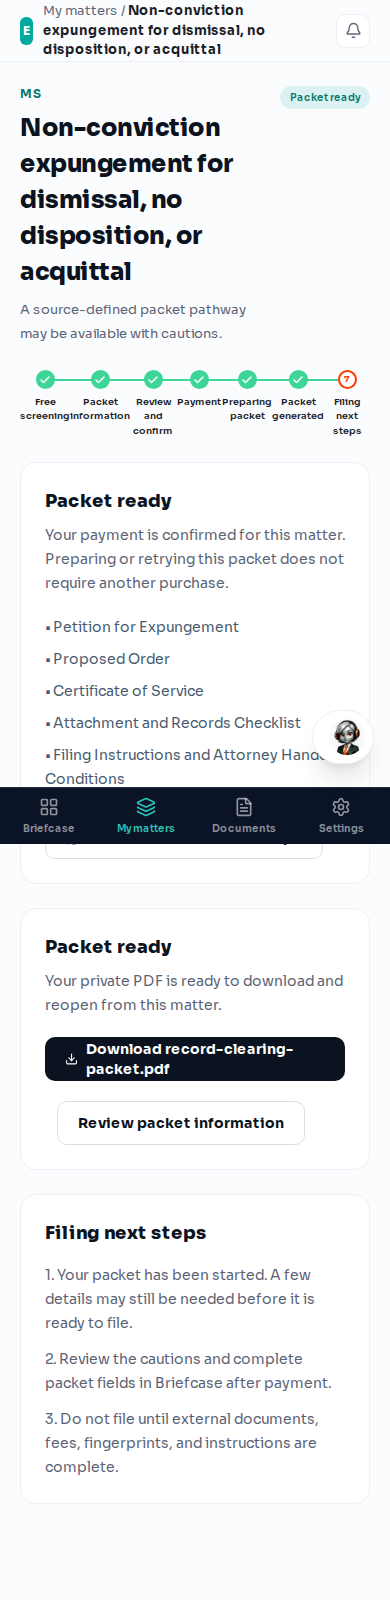 E
My matters / Non-conviction
expungement for dismissal, no
disposition, or acquittal
MS
Packet ready
Non-conviction
expungement for
dismissal, no
disposition, or
acquittal
A source-defined packet pathway
may be available with cautions.
7
Free
screening
Packet
information
Review
and
confirm
Payment
Preparing
packet
Packet
generated
Filing
next
steps
Packet ready
Your payment is confirmed for this matter.
Preparing or retrying this packet does not
require another purchase.
▪ Petition for Expungement
▪ Proposed Order
▪ Certificate of Service
▪ Attachment and Records Checklist
▪ Filing Instructions and Attorney
Conditions
Briefcase
My matters
Documents
Settings
Packet ready
Your private PDF is ready to download and
reopen from this matter.
Download record-clearing-
packet.pdf
Review packet information
Filing next steps
1. Your packet has been started. A few
details may still be needed before it is
ready to file.
2. Review the cautions and complete
packet fields in Briefcase after payment.
3. Do not file until external documents,
fees, fingerprints, and instructions are
complete.